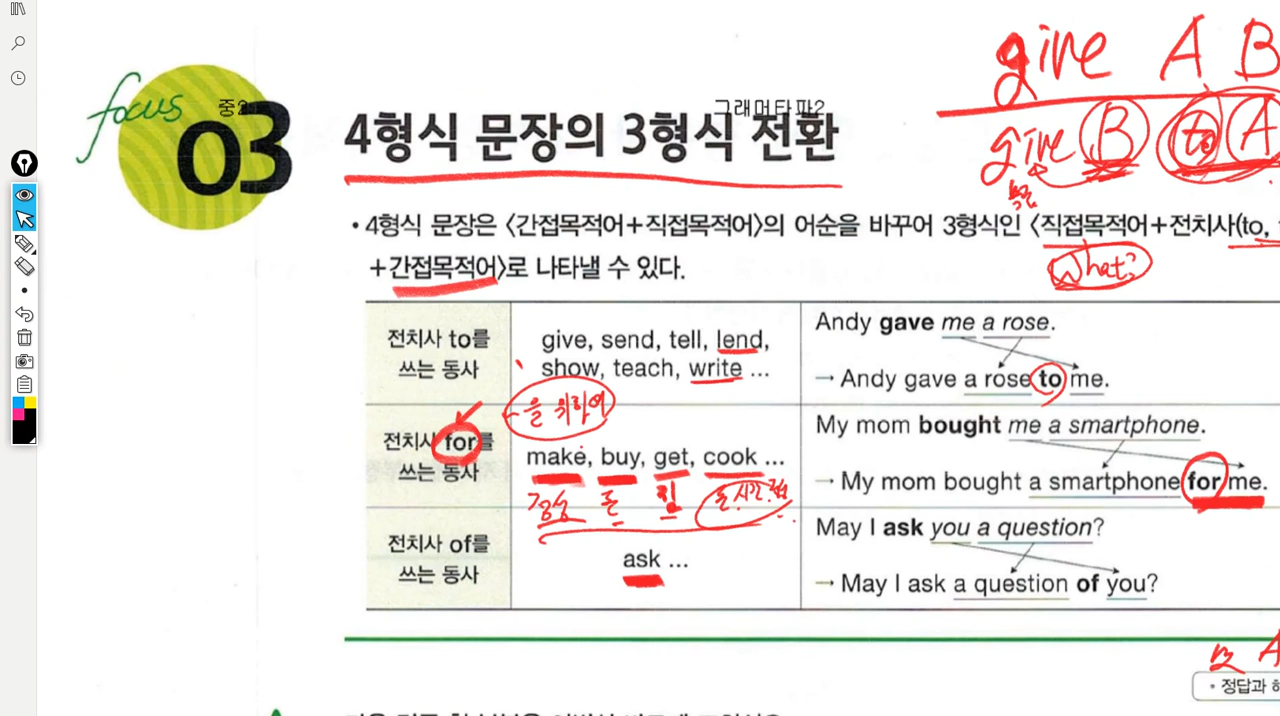 give A B
focus
중2
03
그래머타파2
4형식 문장의 3형식 전환
give B to A
• 4형식 문장은 〈간접목적어+직접목적어〉의 어순을 바꾸어 3형식인 〈직접목적어+전치사(to,
What?
+간접목적어〉로 나타낼 수 있다.
전치사 to를 쓰는 동사
give, send, tell, lend,
show, teach, write ...
Andy gave me a rose.
→ Andy gave a rose to me.
~을 위하여
전치사 for를 쓰는 동사
make, buy, get, cook ...
My mom bought me a smartphone.
→ My mom bought a smartphone for me.
전치사 of를 쓰는 동사
ask ...
May I ask you a question?
→ May I ask a question of you?
B A
• 정답과